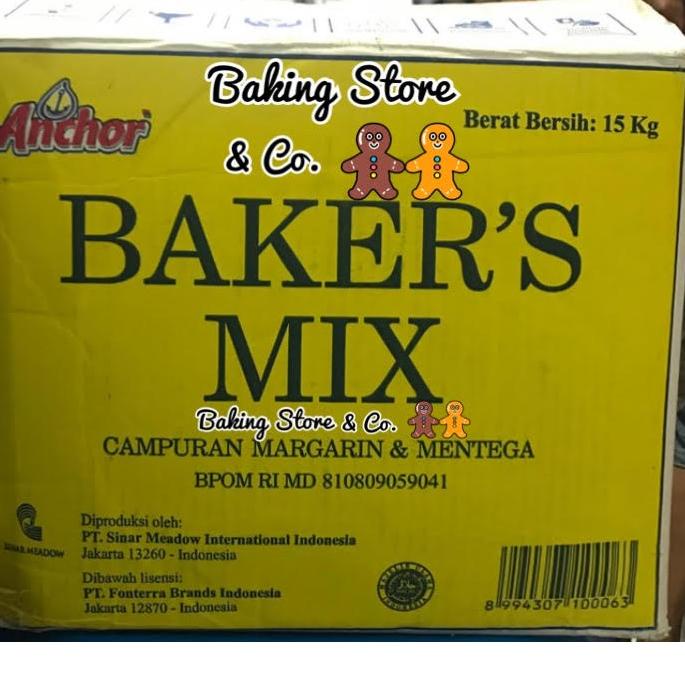 Baking Store
& Co.
Anchor
Berat Bersih: 15 Kg
BAKER'S
MIX
Baking Store & Co.
CAMPURAN MARGARIN & MENTEGA
BPOM RI MD 810809059041
SINAR MEADOW
Diproduksi oleh:
PT. Sinar Meadow International Indonesia
Jakarta 13260 - Indonesia
Dibawah lisensi:
PT. Fonterra Brands Indonesia
Jakarta 12870 - Indonesia
8 994307 100063